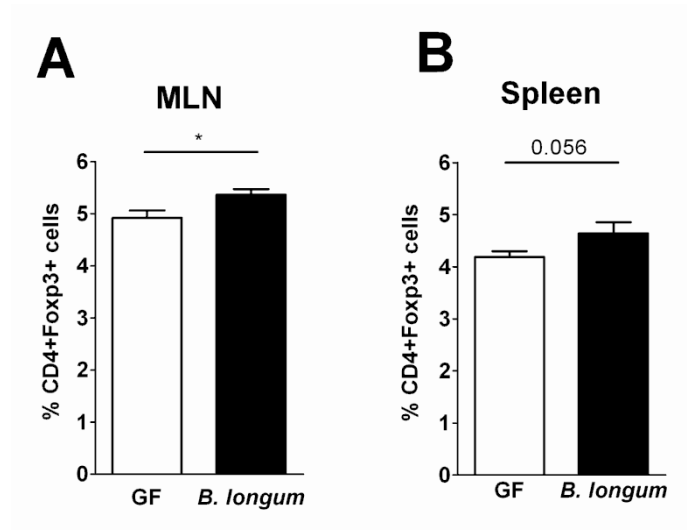 A
MLN
*
% CD4+Foxp3+ cells
6
5
4
3
2
1
0
GF
B. longum
B
Spleen
0.056
% CD4+Foxp3+ cells
6
5
4
3
2
1
0
GF
B. longum